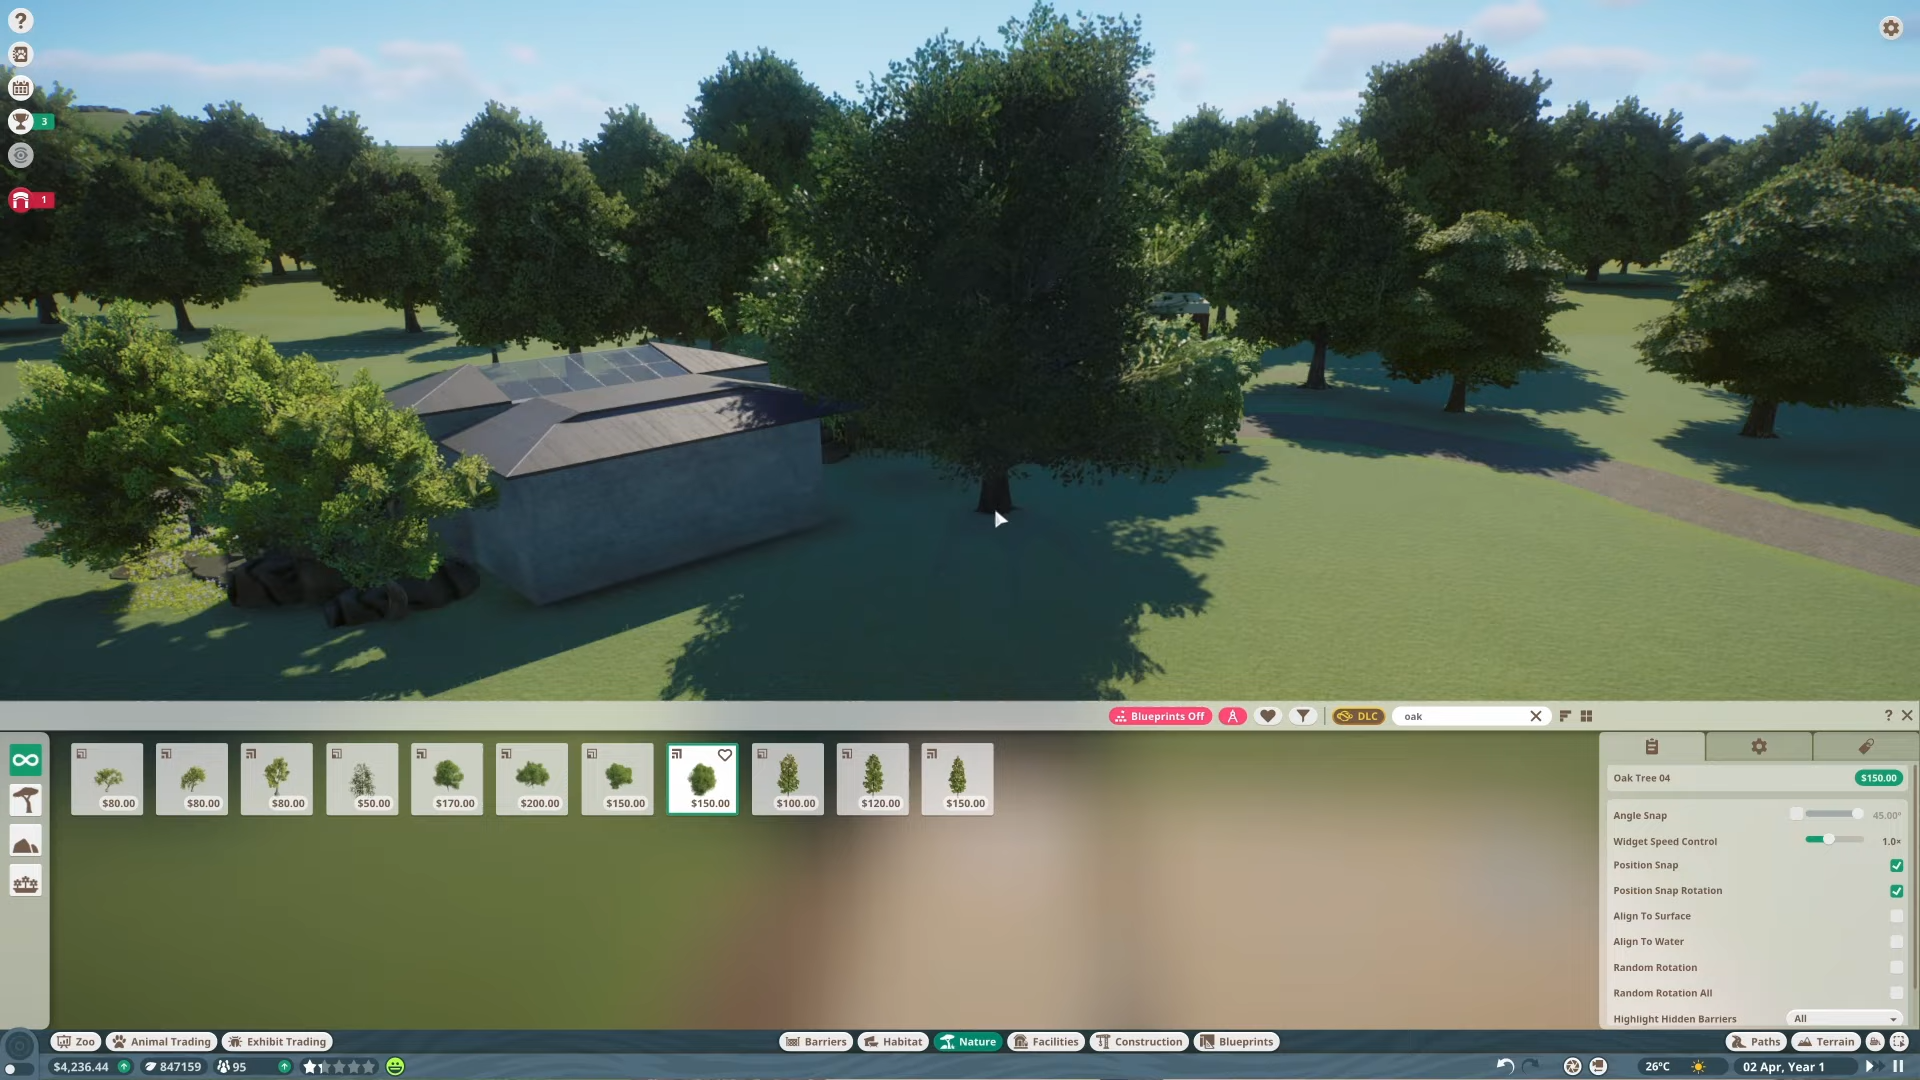 ?
3
1
Blueprints Off
DLC
oak
?
$80.00
$80.00
$80.00
$50.00
$170.00
$200.00
$150.00
$150.00
$100.00
$120.00
$150.00
Oak Tree 04 $150.00
Angle Snap 45.00°
Widget Speed Control 1.0×
Position Snap
Position Snap Rotation
Align To Surface
Align To Water
Random Rotation
Random Rotation All
Highlight Hidden Barriers All
Zoo Animal Trading Exhibit Trading Barriers Habitat Nature Facilities Construction Blueprints Paths Terrain
$4,236.44 847159 95 26°C 02 Apr, Year 1